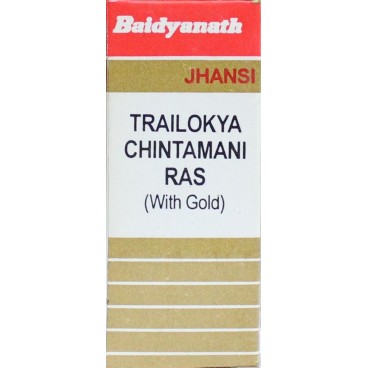 Baidyanath
JHANSI
TRAILOKYA
CHINTAMANI
RAS
(With Gold)